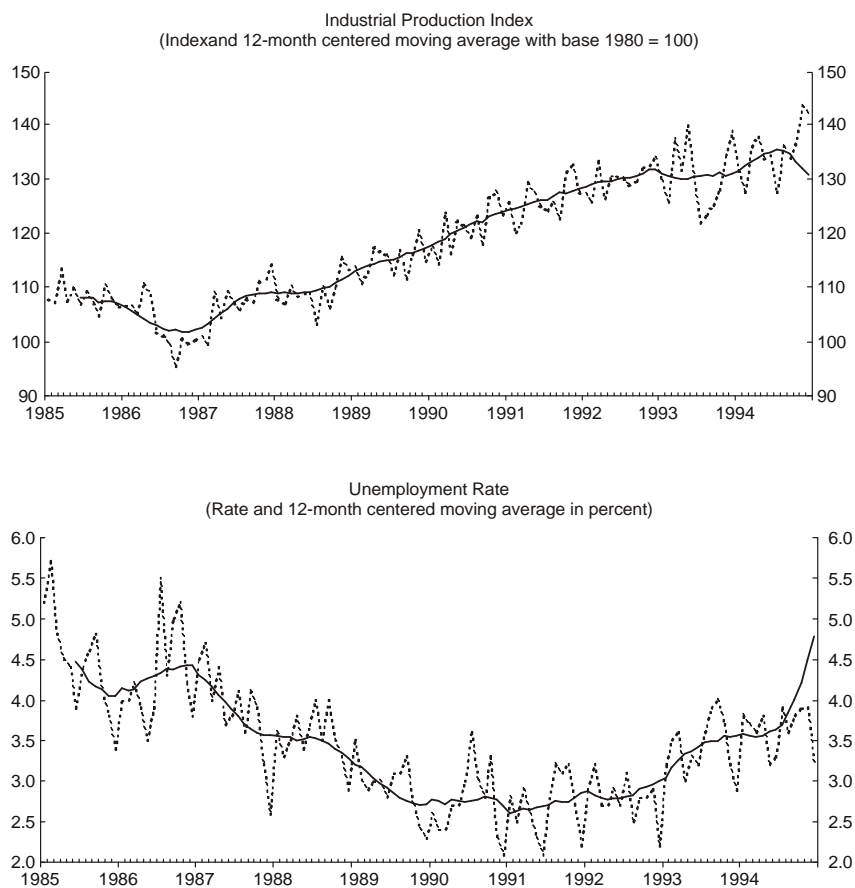 Industrial Production Index
(Indexand 12-month centered moving average with base 1980 = 100)
150 150
140 140
130 130
120 120
110 110
100 100
90 90
1985 1986 1987 1988 1989 1990 1991 1992 1993 1994
Unemployment Rate
(Rate and 12-month centered moving average in percent)
6.0 6.0
5.5 5.5
5.0 5.0
4.5 4.5
4.0 4.0
3.5 3.5
3.0 3.0
2.5 2.5
2.0 2.0
1985 1986 1987 1988 1989 1990 1991 1992 1993 1994